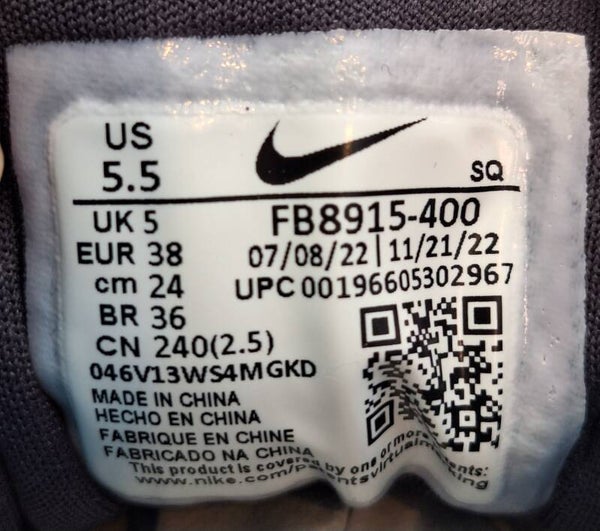 US
5.5
SQ
UK 5
FB8915-400
EUR 38
07/08/22 | 11/21/22
cm 24
UPC 00196605302967
BR 36
CN 240(2.5)
046V13WS4MGKD
MADE IN CHINA
HECHO EN CHINA
FABRIQUE EN CHINE
FABRICADO NA CHINA
This product is covered by one or more patents:
www.nike.com/patentsvirtualmarking